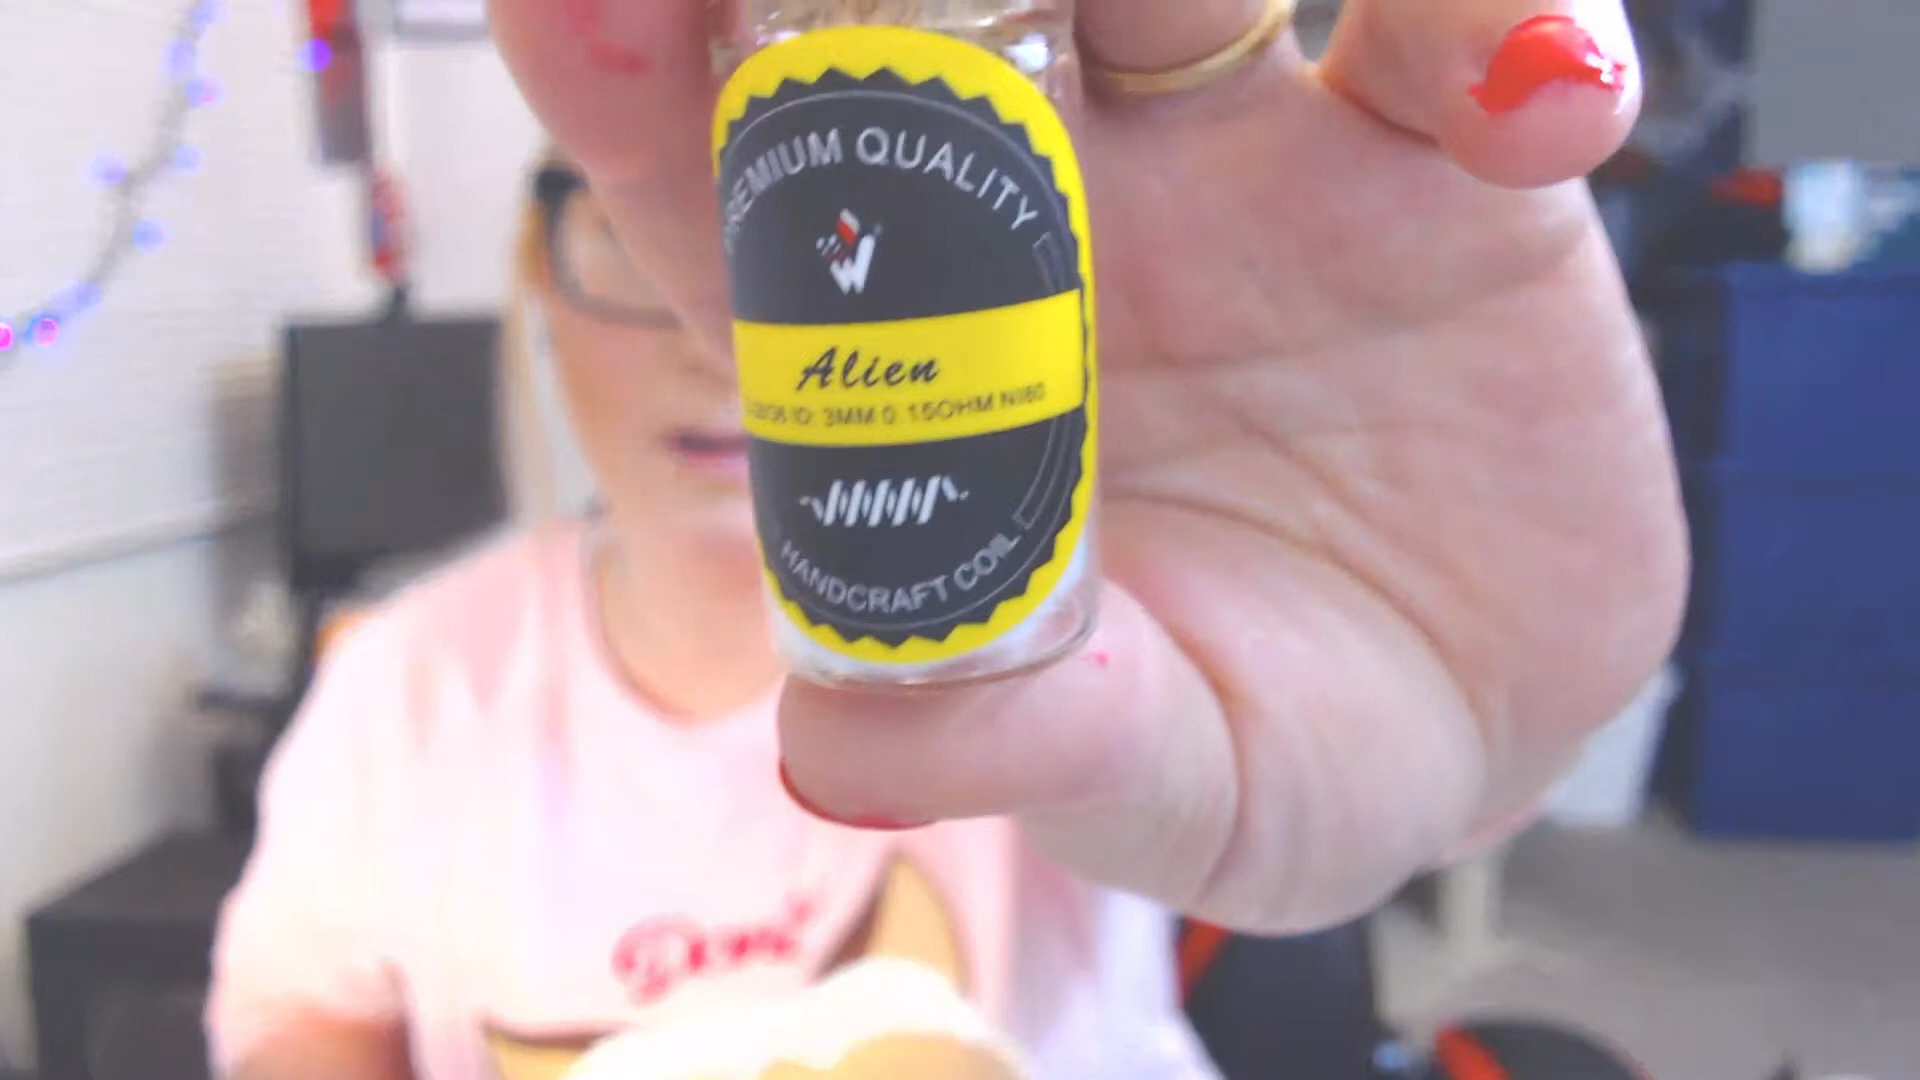 PREMIUM QUALITY
W
Alien
ID: 3MM 0.15OHM NI80
HANDCRAFT COIL